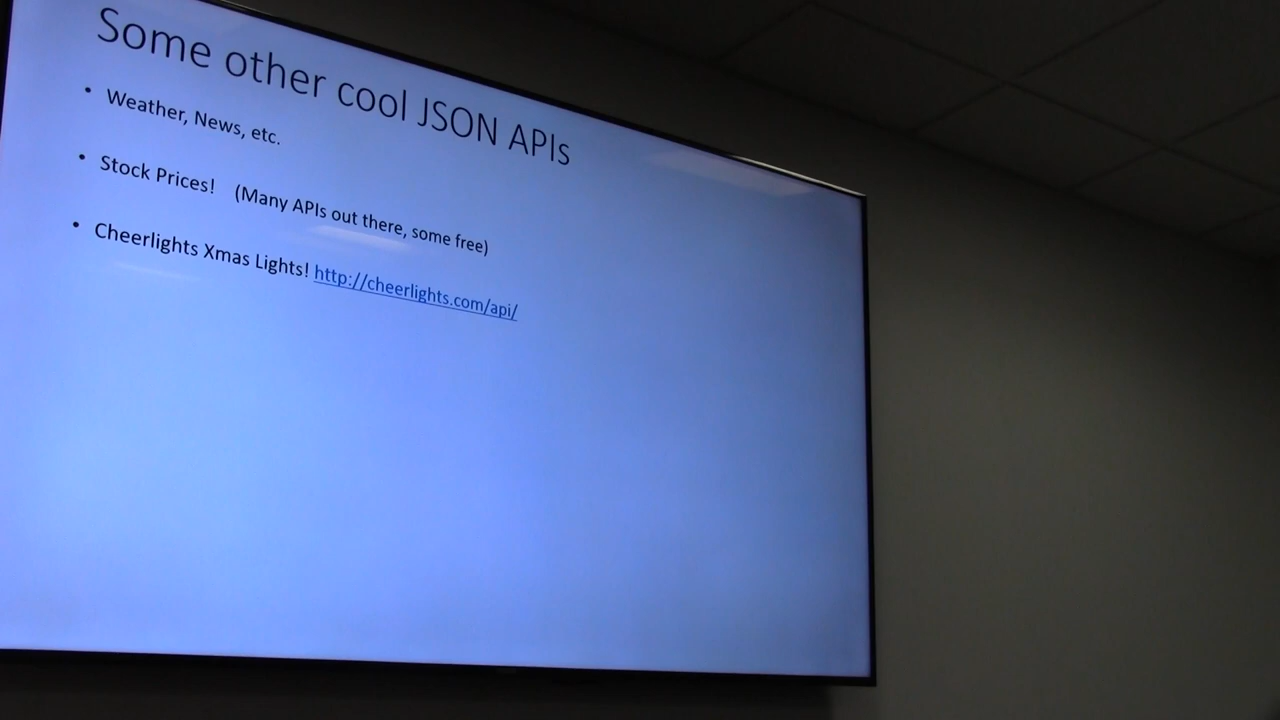 Some other cool JSON APIs
• Weather, News, etc.
• Stock Prices! (Many APIs out there, some free)
• Cheerlights Xmas Lights! http://cheerlights.com/api/